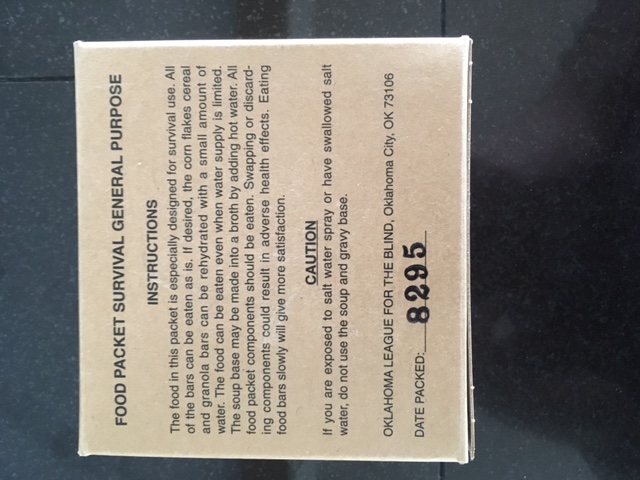 FOOD PACKET SURVIVAL GENERAL PURPOSE
INSTRUCTIONS
The food in this packet is especially designed for survival use. All
of the bars can be eaten as is. If desired, the corn flakes cereal
and granola bars can be rehydrated with a small amount of
water. The food can be eaten even when water supply is limited.
The soup base may be made into a broth by adding hot water. All
food packet components should be eaten. Swapping or discard-
ing components could result in adverse health effects. Eating
food bars slowly will give more satisfaction.
CAUTION
If you are exposed to salt water spray or have swallowed salt
water, do not use the soup and gravy base.
OKLAHOMA LEAGUE FOR THE BLIND, Oklahoma City, OK 73106
DATE PACKED: 8295